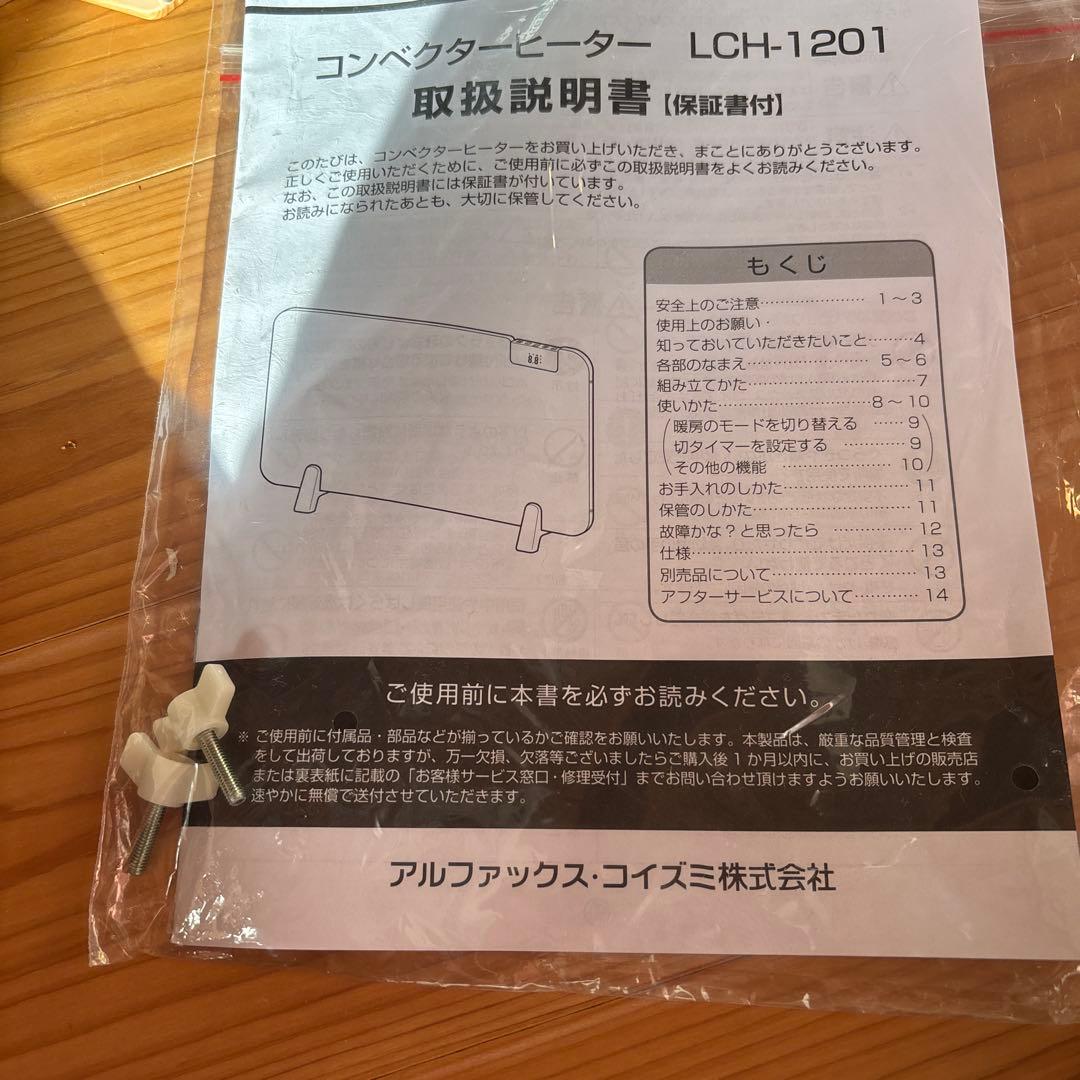 コンベクターヒーター LCH-1201
取扱説明書【保証書付】
このたびは、コンベクターヒーターをお買い上げいただき、まことにありがとうございます。
正しくご使用いただくために、ご使用前に必ずこの取扱説明書をよくお読みください。
なお、この取扱説明書には保証書が付いています。
お読みになられたあとも、大切に保管してください。
もくじ
安全上のご注意………………… 1～3
使用上のお願い・
知っておいていただきたいこと………4
各部のなまえ……………………… 5～6
組み立てかた……………………………7
使いかた…………………………8～10
暖房のモードを切り替える ……9
切タイマーを設定する …………9
その他の機能 ………………… 10
お手入れのしかた……………………… 11
保管のしかた…………………………… 11
故障かな？と思ったら …………… 12
仕様……………………………………… 13
別売品について………………………… 13
アフターサービスについて………… 14
ご使用前に本書を必ずお読みください。
※ ご使用前に付属品・部品などが揃っているかご確認をお願いいたします。本製品は、厳重な品質管理と検査
をして出荷しておりますが、万一欠損、欠落等ございましたらご購入後1か月以内に、お買い上げの販売店
または裏表紙に記載の「お客様サービス窓口・修理受付」までお問い合わせ頂けますようお願いいたします。
速やかに無償で送付させていただきます。
アルファックス・コイズミ株式会社